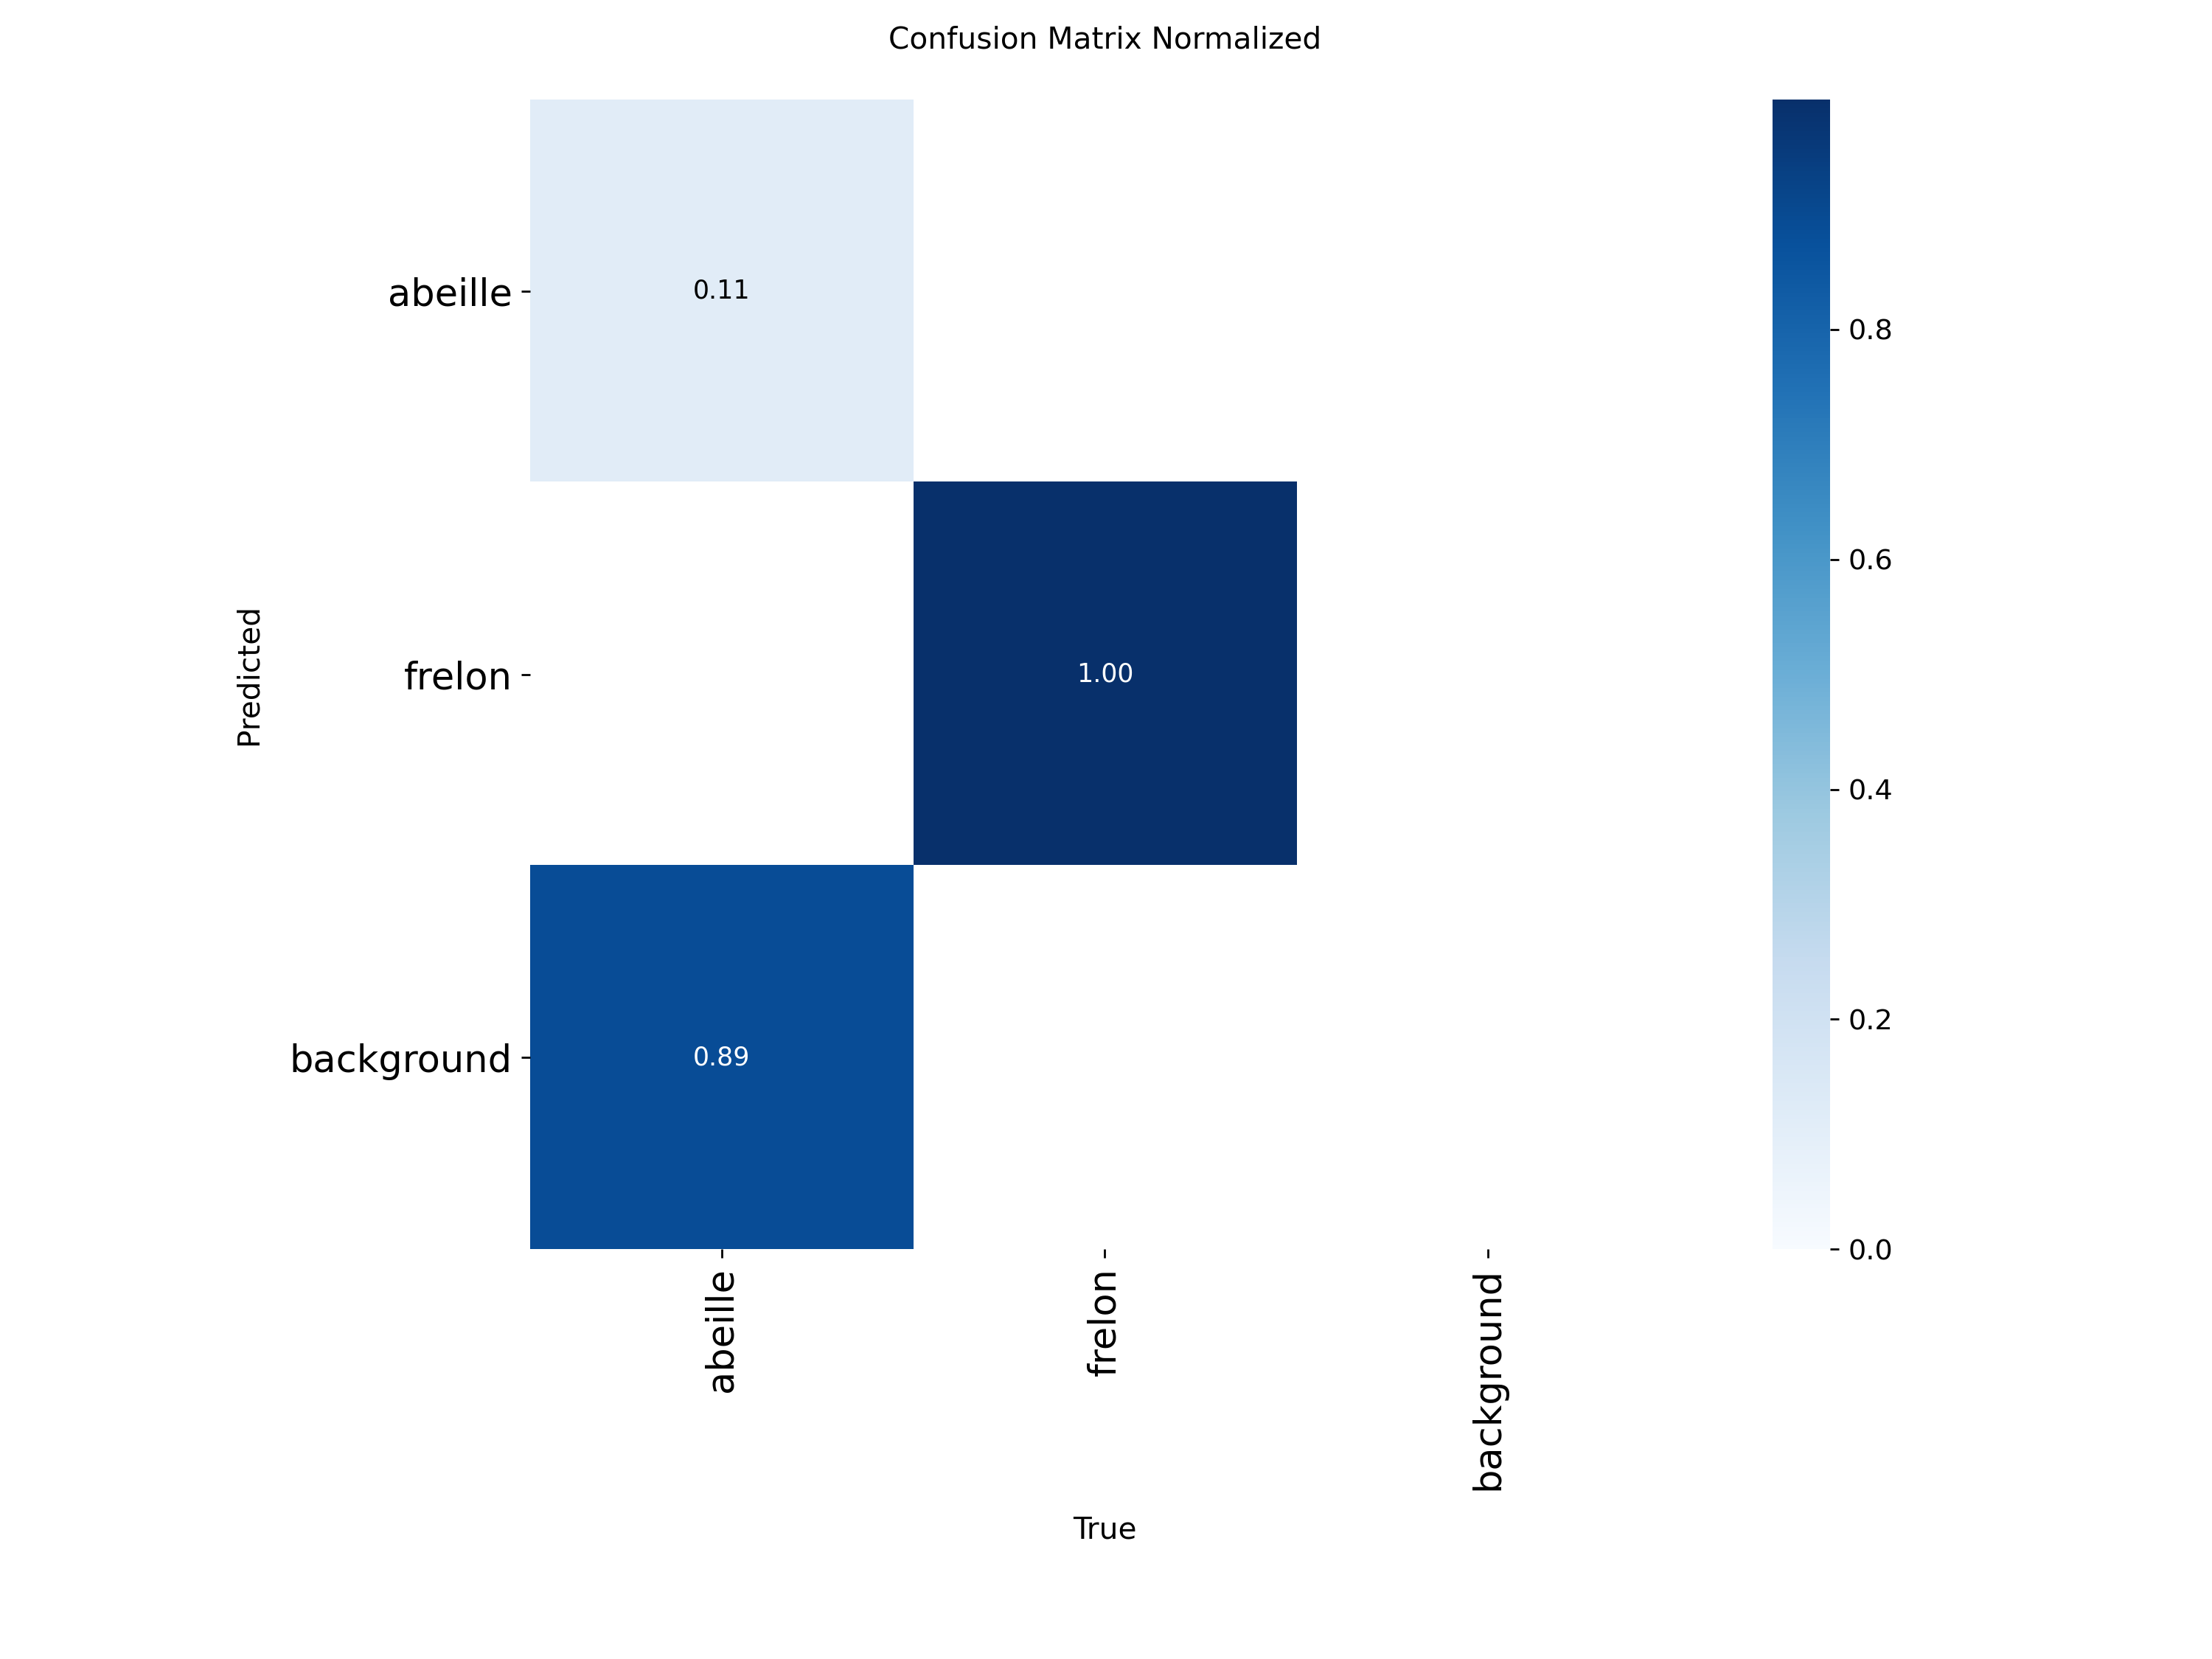 Confusion Matrix Normalized
Predicted
abeille
0.11
frelon
1.00
background
0.89
abeille
frelon
background
True
0.8
0.6
0.4
0.2
0.0